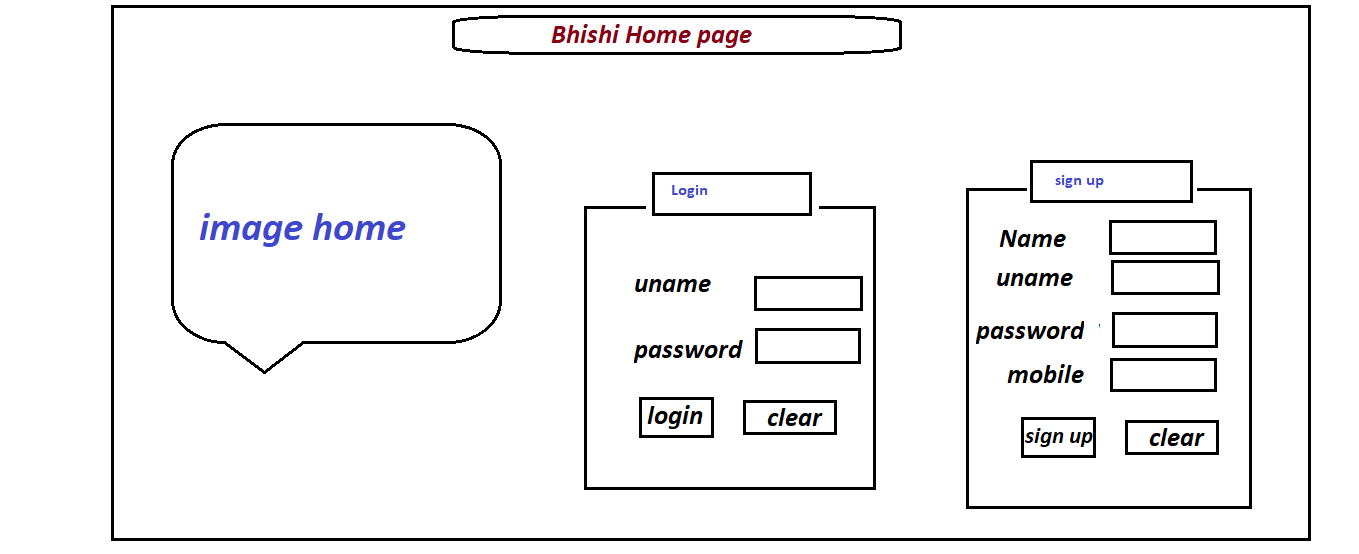 Bhishi Home page
image home
Login
uname
password
login clear
sign up
Name
uname
password
mobile
sign up clear